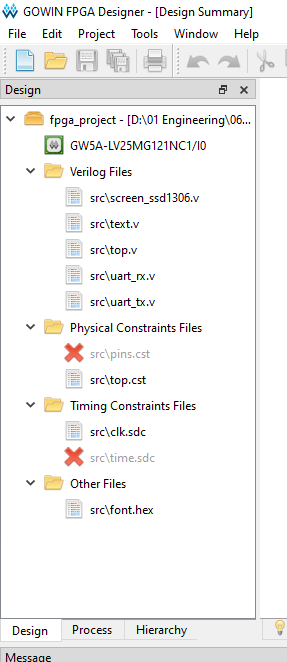 GOWIN FPGA Designer - [Design Summary]
File Edit Project Tools Window Help
Design
fpga_project - [D:\01 Engineering\06...
GW5A-LV25MG121NC1/I0
Verilog Files
src\screen_ssd1306.v
src\text.v
src\top.v
src\uart_rx.v
src\uart_tx.v
Physical Constraints Files
src\pins.cst
src\top.cst
Timing Constraints Files
src\clk.sdc
src\time.sdc
Other Files
src\font.hex
Design Process Hierarchy
Message